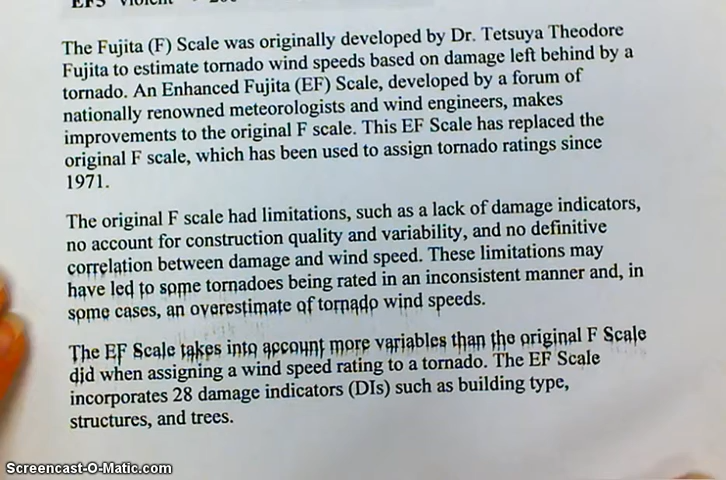 The Fujita (F) Scale was originally developed by Dr. Tetsuya Theodore
Fujita to estimate tornado wind speeds based on damage left behind by a
tornado. An Enhanced Fujita (EF) Scale, developed by a forum of
nationally renowned meteorologists and wind engineers, makes
improvements to the original F scale. This EF Scale has replaced the
original F scale, which has been used to assign tornado ratings since
1971.
The original F scale had limitations, such as a lack of damage indicators,
no account for construction quality and variability, and no definitive
correlation between damage and wind speed. These limitations may
have led to some tornadoes being rated in an inconsistent manner and, in
some cases, an overestimate of tornado wind speeds.
The EF Scale takes into account more variables than the original F Scale
did when assigning a wind speed rating to a tornado. The EF Scale
incorporates 28 damage indicators (DIs) such as building type,
structures, and trees.
Screencast-O-Matic.com